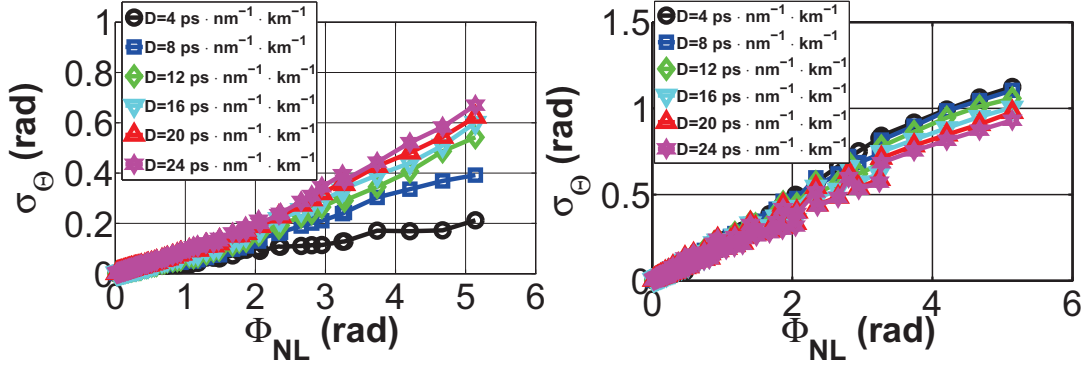 1
0.8
0.6
0.4
0.2
0
σΘ (rad)
D=4 ps · nm⁻¹ · km⁻¹
D=8 ps · nm⁻¹ · km⁻¹
D=12 ps · nm⁻¹ · km⁻¹
D=16 ps · nm⁻¹ · km⁻¹
D=20 ps · nm⁻¹ · km⁻¹
D=24 ps · nm⁻¹ · km⁻¹
0 1 2 3 4 5 6
ΦNL (rad)
1.5
1
0.5
0
σΘ (rad)
D=4 ps · nm⁻¹ · km⁻¹
D=8 ps · nm⁻¹ · km⁻¹
D=12 ps · nm⁻¹ · km⁻¹
D=16 ps · nm⁻¹ · km⁻¹
D=20 ps · nm⁻¹ · km⁻¹
D=24 ps · nm⁻¹ · km⁻¹
0 2 4 6
ΦNL (rad)